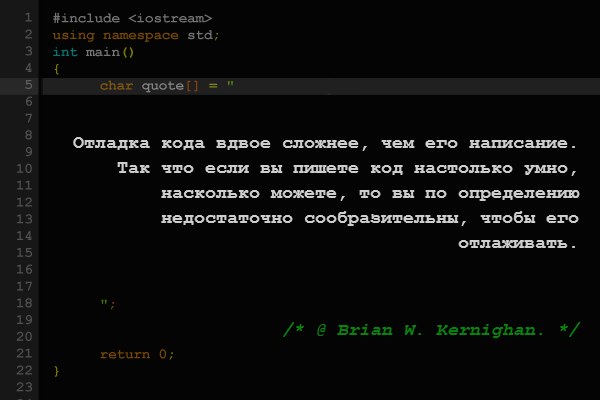 1 #include <iostream>
2 using namespace std;
3 int main()
4 {
5 char quote[] = "
6
7
8 Отладка кода вдвое сложнее, чем его написание.
9
10 Так что если вы пишете код настолько умно,
11 насколько можете, то вы по определению
12
13 недостаточно сообразительны, чтобы его
14 отлаживать.
15
16
17
18 ";
19 /* @ Brian W. Kernighan. */
20
21 return 0;
22 }
23